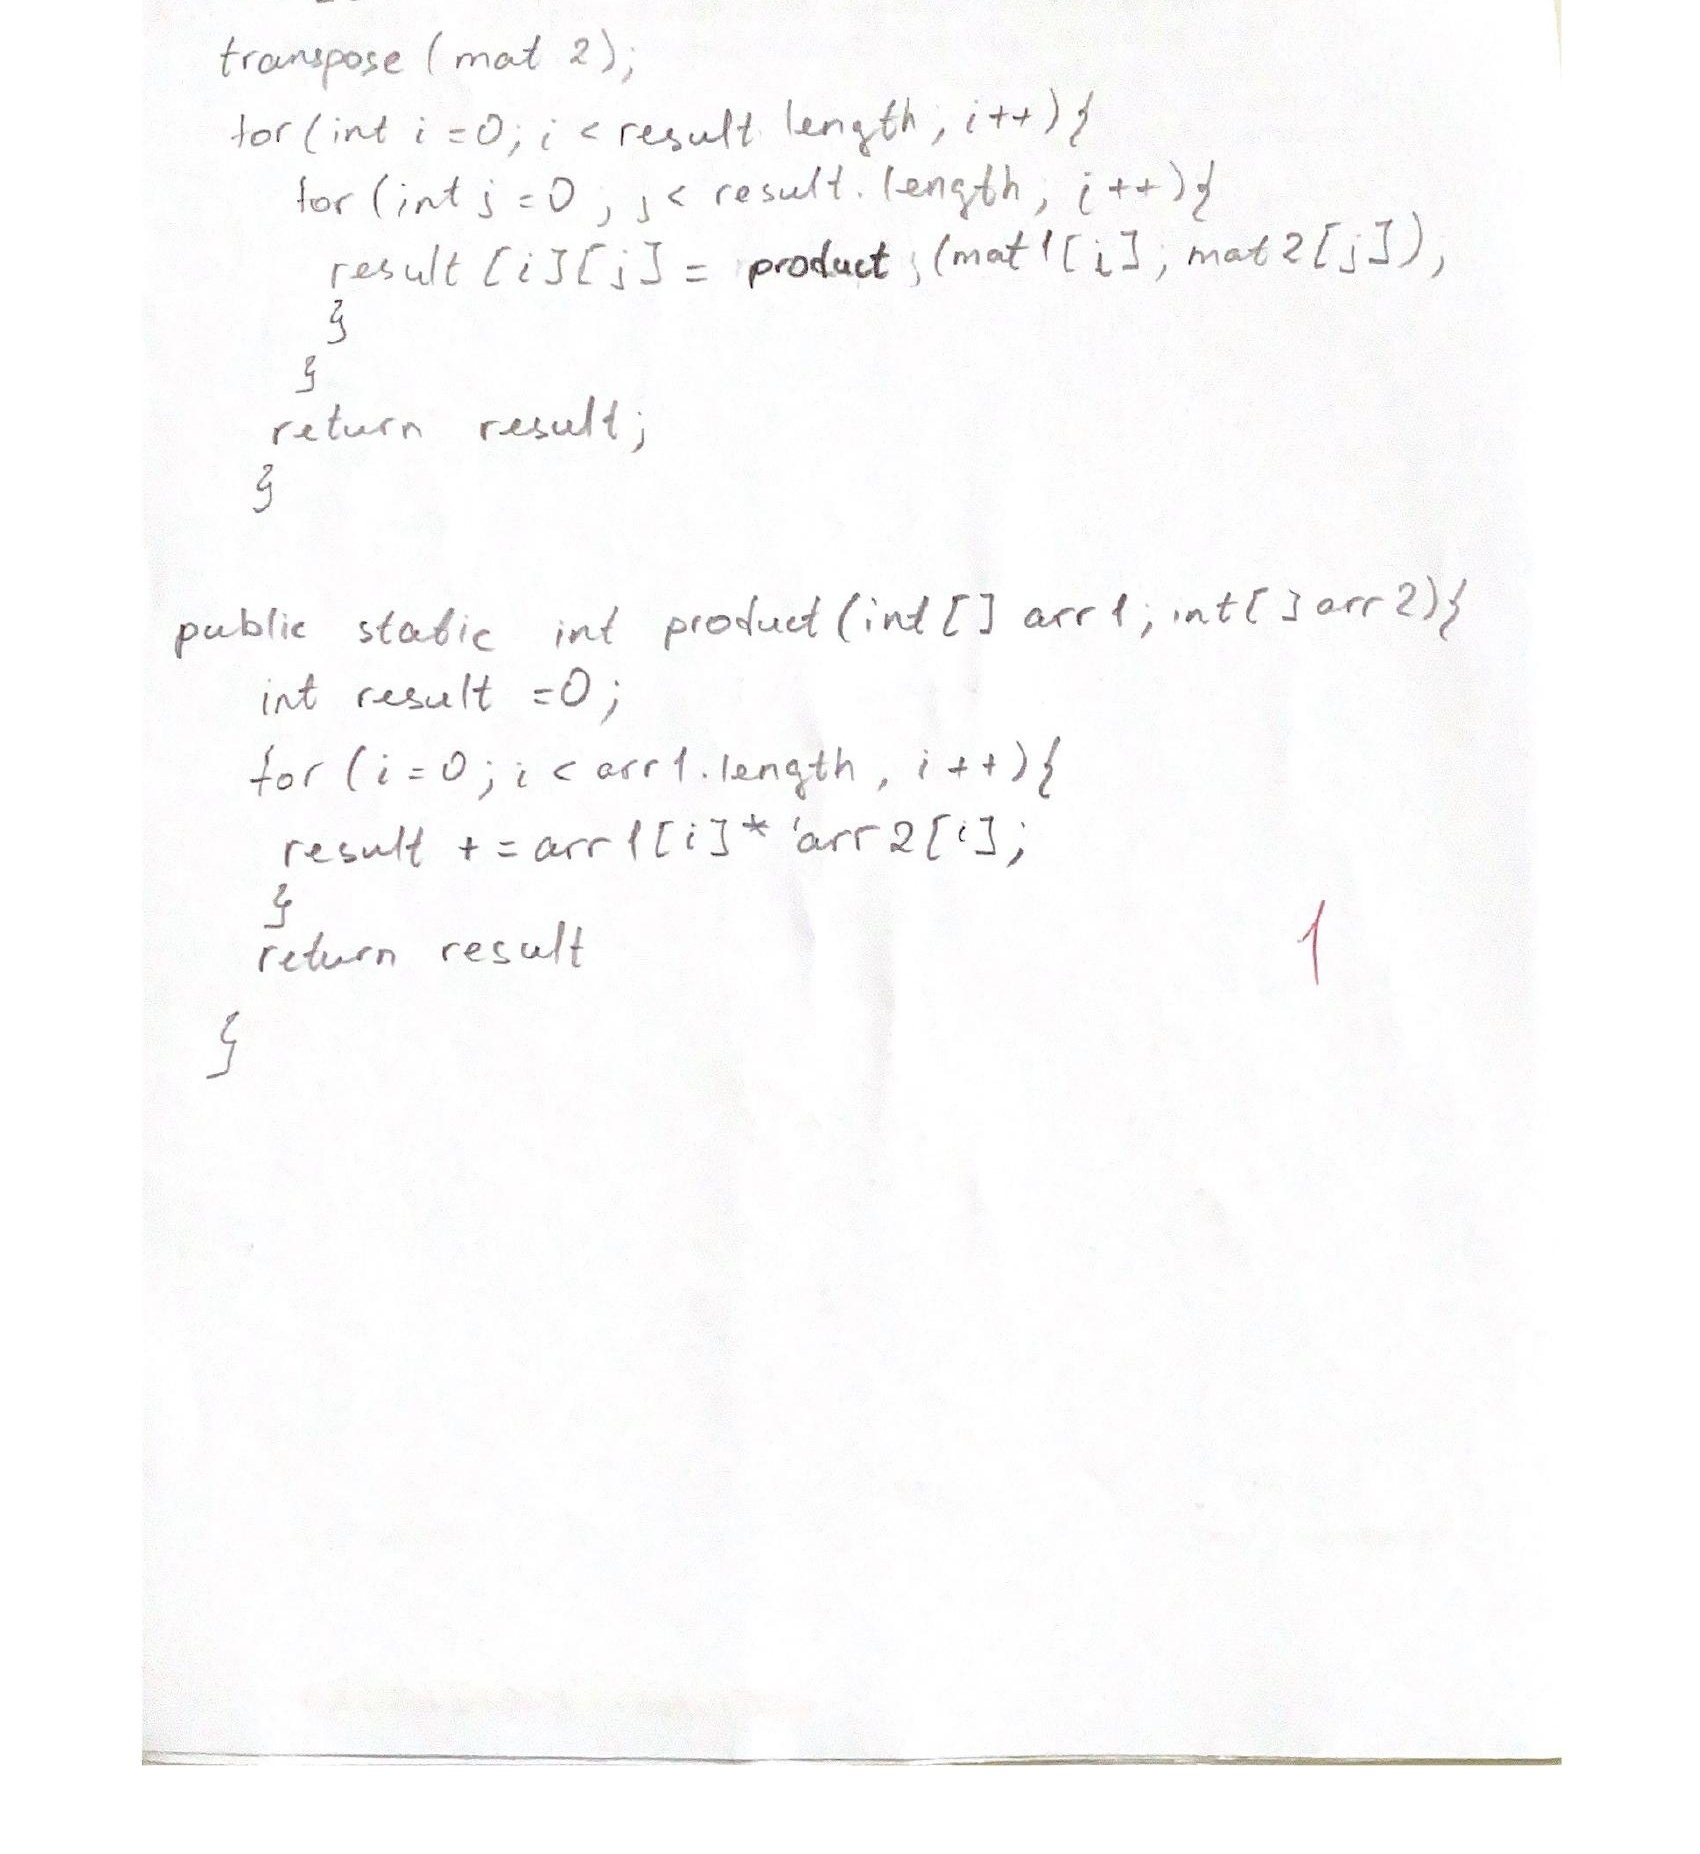 transpose (mat 2);
for (int i = 0; i < result length, i++) {
for (int j = 0, j < result. length, i++) {
result [i][j] = product ; (mat1[i]; mat2[j]),
}
}
return result;
}
public static int product (int [] arr1; int[] arr2) {
int result = 0;
for (i = 0; i < arr1.length, i++) {
result += arr1[i] * arr2[i];
}
return result
}
1